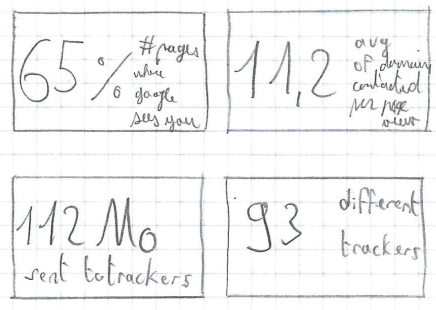 65 %
# pages
where
google
sees you
11,2
avg
of domain
contacted
per page
view
112 Mo
sent to trackers
93
different
trackers